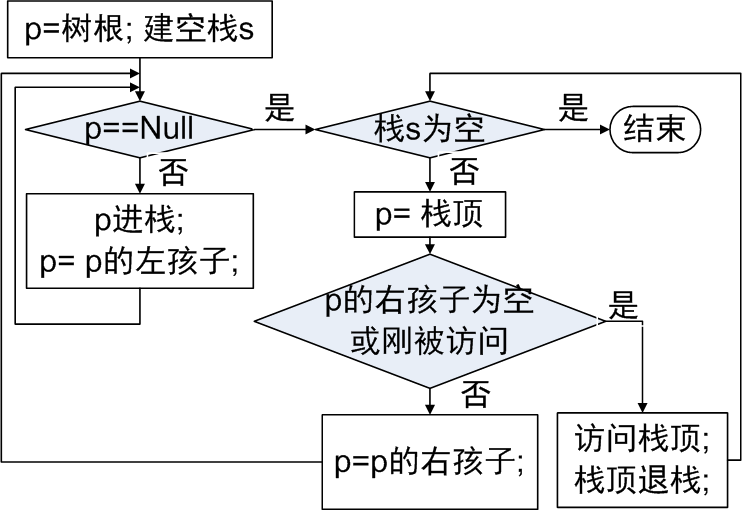 p=树根; 建空栈s
p==Null
是
栈s为空
是
结束
否
否
p进栈;
p= p的左孩子;
p= 栈顶
p的右孩子为空
或刚被访问
是
否
p=p的右孩子;
访问栈顶;
栈顶退栈;